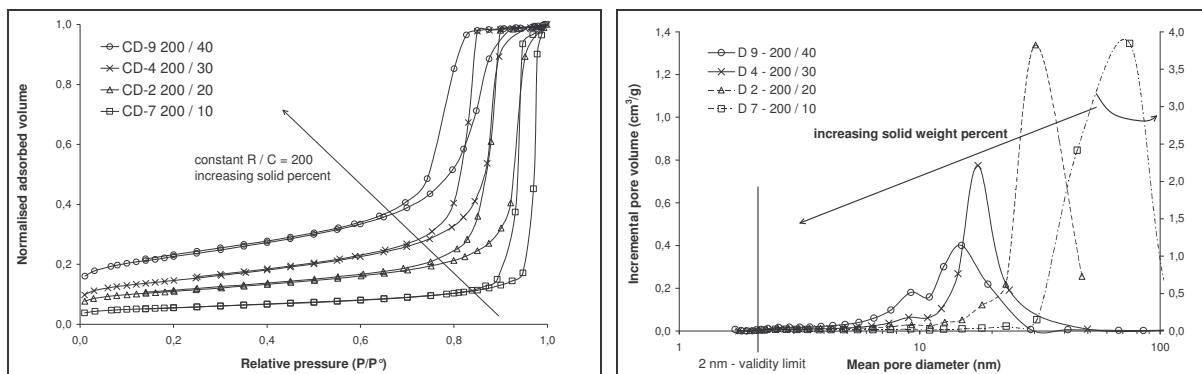 Normalised adsorbed volume
1,0
0,8
0,6
0,4
0,2
0,0
CD-9 200 / 40
CD-4 200 / 30
CD-2 200 / 20
CD-7 200 / 10
constant R / C = 200
increasing solid percent
0,0 0,2 0,4 0,6 0,8 1,0
Relative pressure (P/P°)
Incremental pore volume (cm³/g)
1,4
1,2
1,0
0,8
0,6
0,4
0,2
0,0
D 9 - 200 / 40
D 4 - 200 / 30
D 2 - 200 / 20
D 7 - 200 / 10
increasing solid weight percent
4,0
3,5
3,0
2,5
2,0
1,5
1,0
0,5
0,0
1 10 100
2 nm - validity limit
Mean pore diameter (nm)